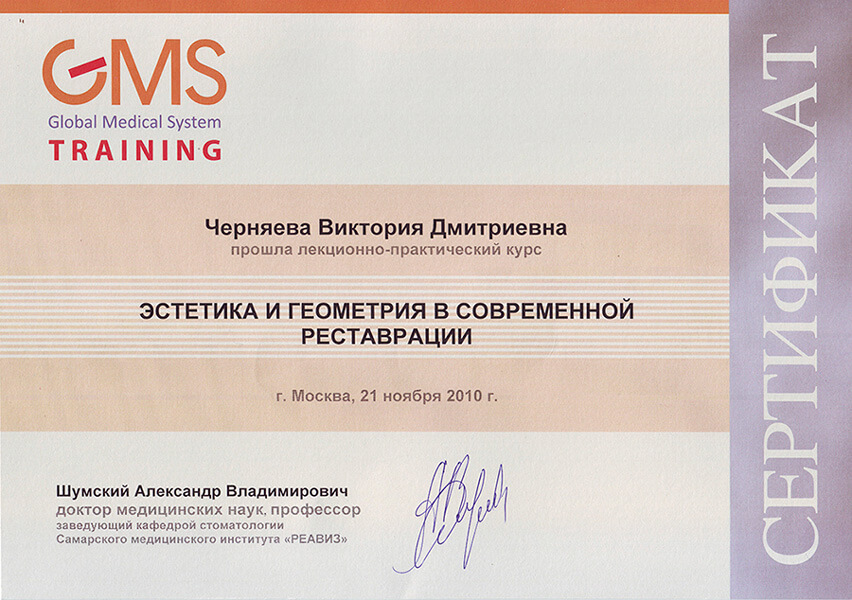 GMS
Global Medical System
TRAINING
Черняева Виктория Дмитриевна
прошла лекционно-практический курс
ЭСТЕТИКА И ГЕОМЕТРИЯ В СОВРЕМЕННОЙ
РЕСТАВРАЦИИ
г. Москва, 21 ноября 2010 г.
Шумский Александр Владимирович
доктор медицинских наук, профессор
заведующий кафедрой стоматологии
Самарского медицинского института «РЕАВИЗ»
СЕРТИФИКАТ